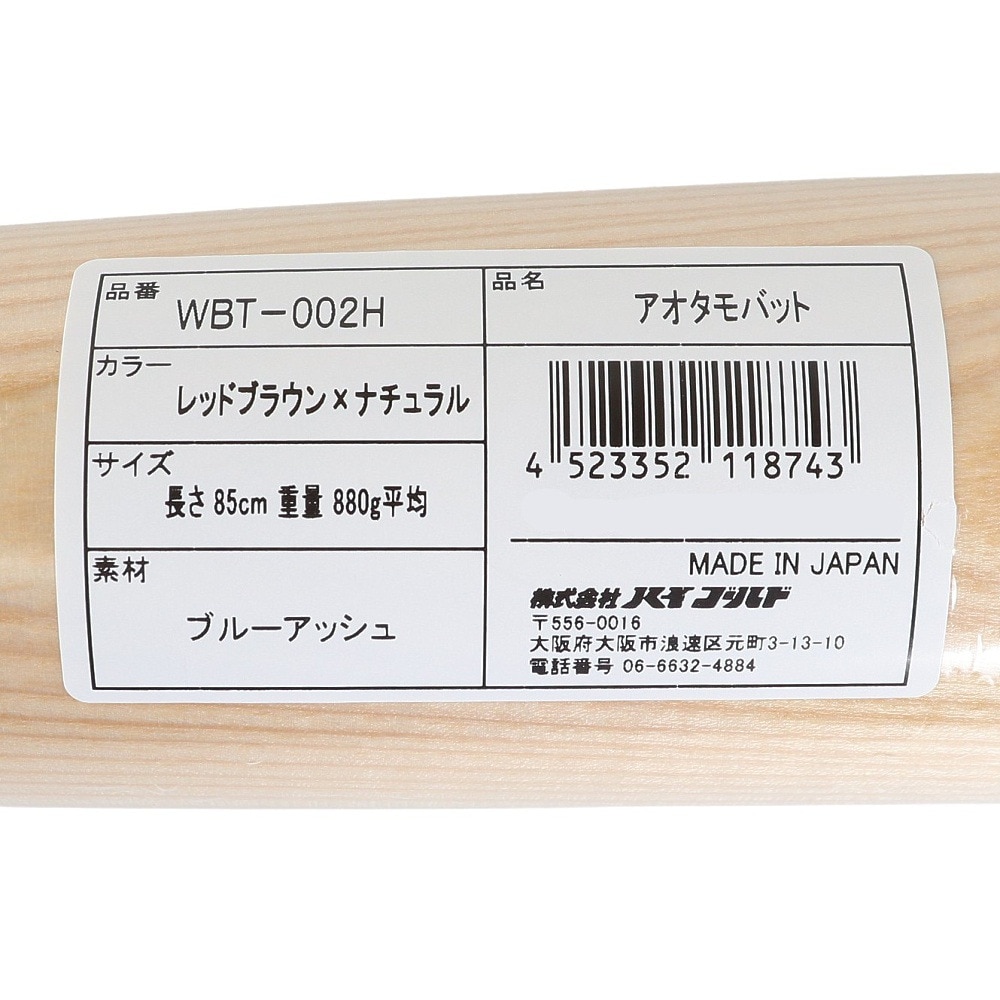 品番
WBT-002H
品名
アオタモバット
カラー
レッドブラウン×ナチュラル
サイズ
長さ85cm 重量 880g平均
素材
ブルーアッシュ
4 523352 118743
MADE IN JAPAN
株式会社ハイゴールド
〒556-0016
大阪府大阪市浪速区元町3-13-10
電話番号 06-6632-4884